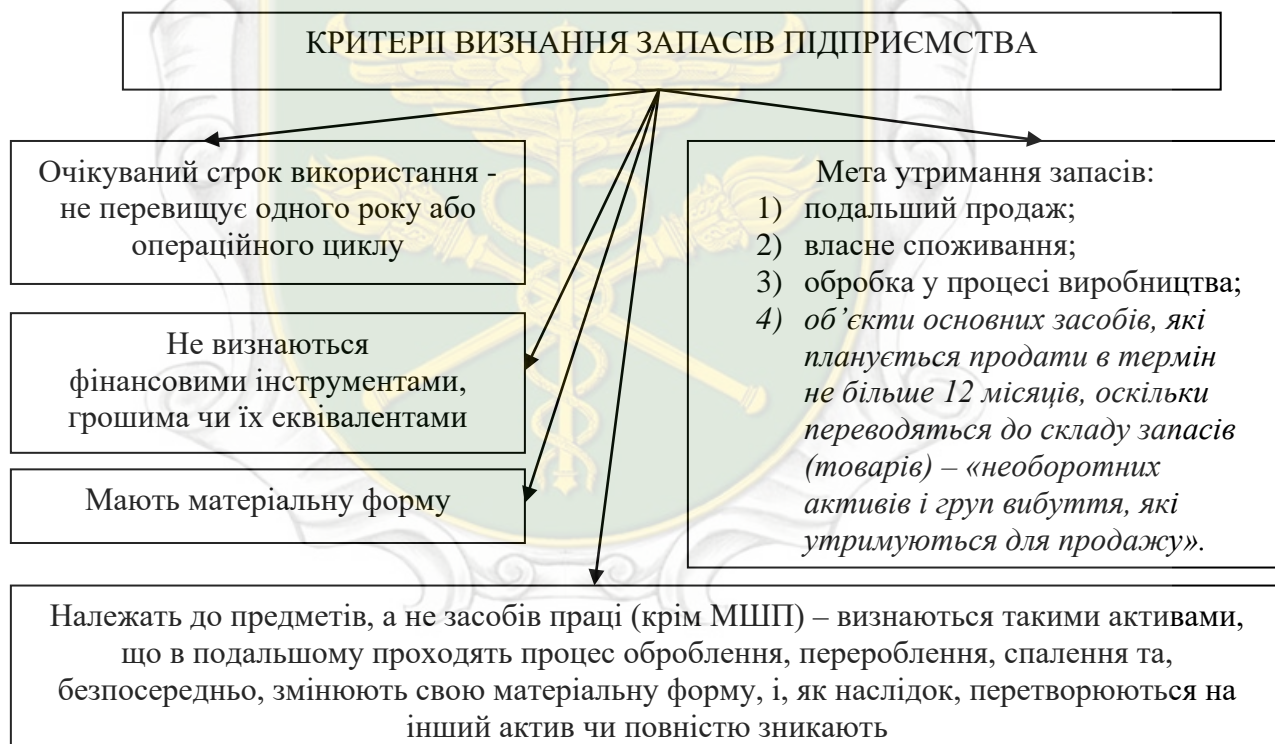 КРИТЕРІЇ ВИЗНАННЯ ЗАПАСІВ ПІДПРИЄМСТВА
Очікуваний строк використання -
не перевищує одного року або
операційного циклу
Не визнаються
фінансовими інструментами,
грошима чи їх еквівалентами
Мають матеріальну форму
Мета утримання запасів:
1) подальший продаж;
2) власне споживання;
3) обробка у процесі виробництва;
4) об’єкти основних засобів, які
планується продати в термін
не більше 12 місяців, оскільки
переводяться до складу запасів
(товарів) – «необоротних
активів і груп вибуття, які
утримуються для продажу».
Належать до предметів, а не засобів праці (крім МШП) – визнаються такими активами,
що в подальшому проходять процес оброблення, перероблення, спалення та,
безпосередньо, змінюють свою матеріальну форму, і, як наслідок, перетворюються на
інший актив чи повністю зникають